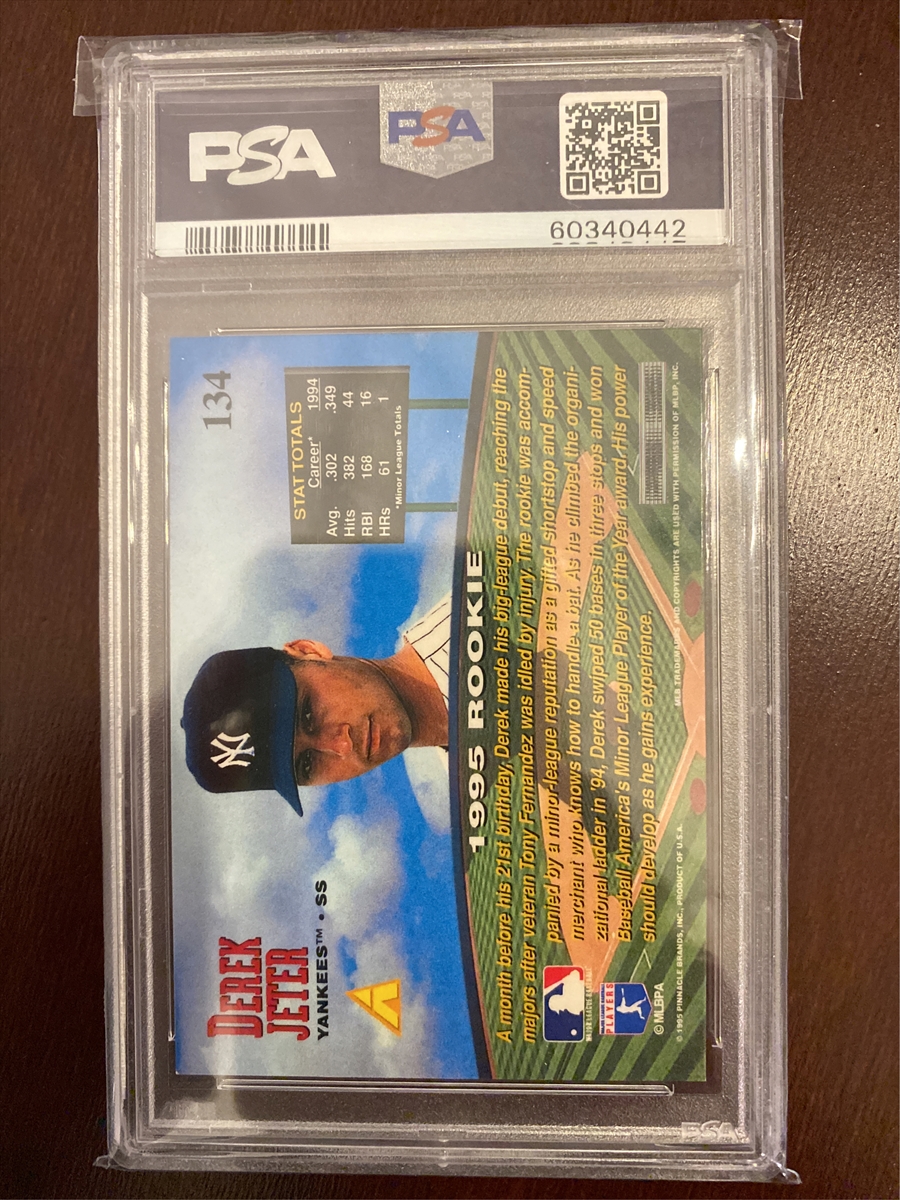 PSA
PSA
60340442
134
DEREK
JETER
YANKEES™ • SS
STAT TOTALS
Career* 1994
Avg. .302 .349
Hits 382 44
RBI 168 16
HRs 61 1
*Minor League Totals
1995 ROOKIE
A month before his 21st birthday, Derek made his big-league debut, reaching the
majors after veteran Tony Fernandez was idled by injury. The rookie was accom-
panied by a minor-league reputation as a gifted shortstop and speed
merchant who knows how to handle a bat. As he climbed the organi-
zational ladder in '94, Derek swiped 50 bases in three stops and won
Baseball America's Minor League Player of the Year award. His power
should develop as he gains experience.
MAJOR LEAGUE BASEBALL
PLAYERS
© MLBPA
© 1995 PINNACLE BRANDS, INC., PRODUCT OF U.S.A.
MLB TRADEMARKS AND COPYRIGHTS ARE USED WITH PERMISSION OF MLBP, INC.
PSA